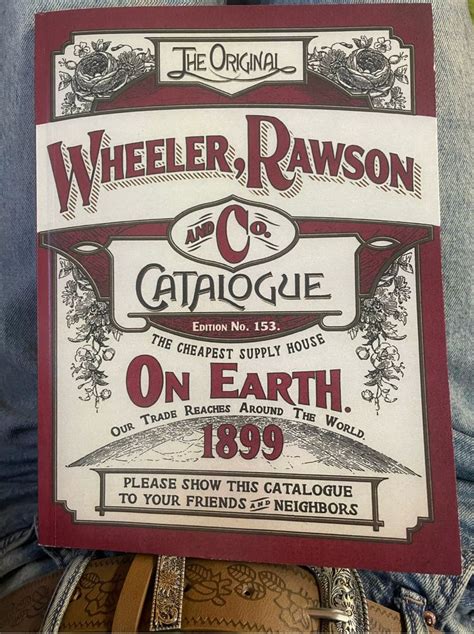 THE ORIGINAL
WHEELER, RAWSON
AND Co.
CATALOGUE
EDITION No. 153.
THE CHEAPEST SUPPLY HOUSE
ON EARTH.
OUR TRADE REACHES AROUND THE WORLD.
1899
PLEASE SHOW THIS CATALOGUE
TO YOUR FRIENDS AND NEIGHBORS